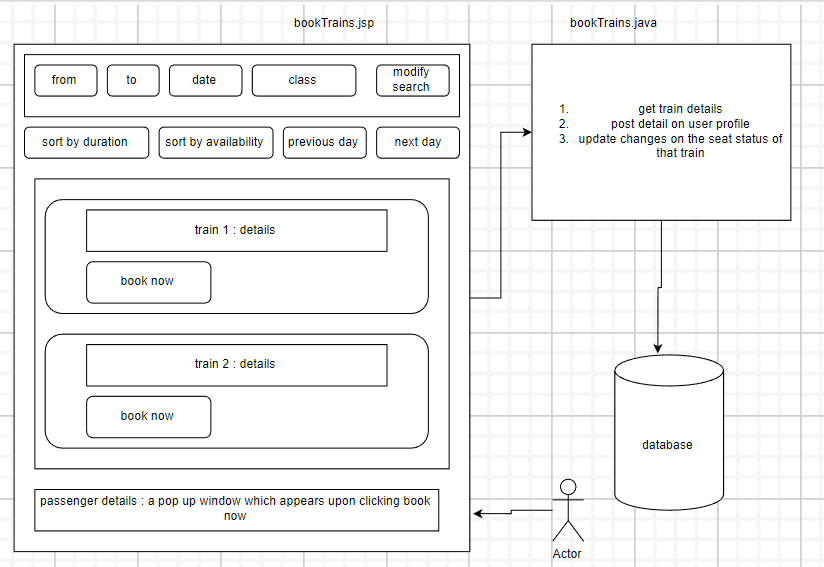 bookTrains.jsp
bookTrains.java
from
to
date
class
modify
search
sort by duration
sort by availability
previous day
next day
train 1 : details
book now
train 2 : details
book now
passenger details : a pop up window which appears upon clicking book
now
1. get train details
2. post detail on user profile
3. update changes on the seat status of
that train
database
Actor